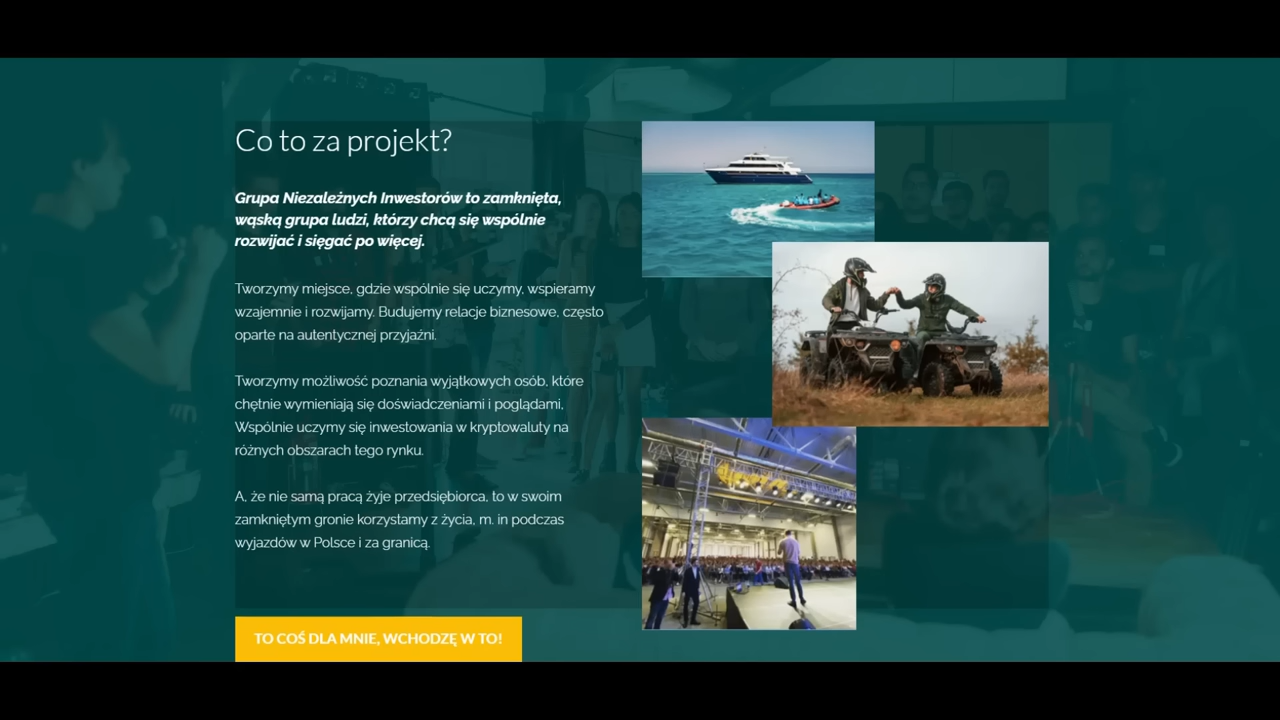 Co to za projekt?
Grupa Niezależnych Inwestorów to zamknięta,
wąską grupa ludzi, którzy chcą się wspólnie
rozwijać i sięgać po więcej.
Tworzymy miejsce, gdzie wspólnie się uczymy, wspieramy
wzajemnie i rozwijamy. Budujemy relacje biznesowe, często
oparte na autentycznej przyjaźni.
Tworzymy możliwość poznania wyjątkowych osób, które
chętnie wymieniają się doświadczeniami i poglądami,
Wspólnie uczymy się inwestowania w kryptowaluty na
różnych obszarach tego rynku.
A, że nie samą pracą żyje przedsiębiorca, to w swoim
zamkniętym gronie korzystamy z życia, m. in podczas
wyjazdów w Polsce i za granicą.
TO COŚ DLA MNIE, WCHODZĘ W TO!